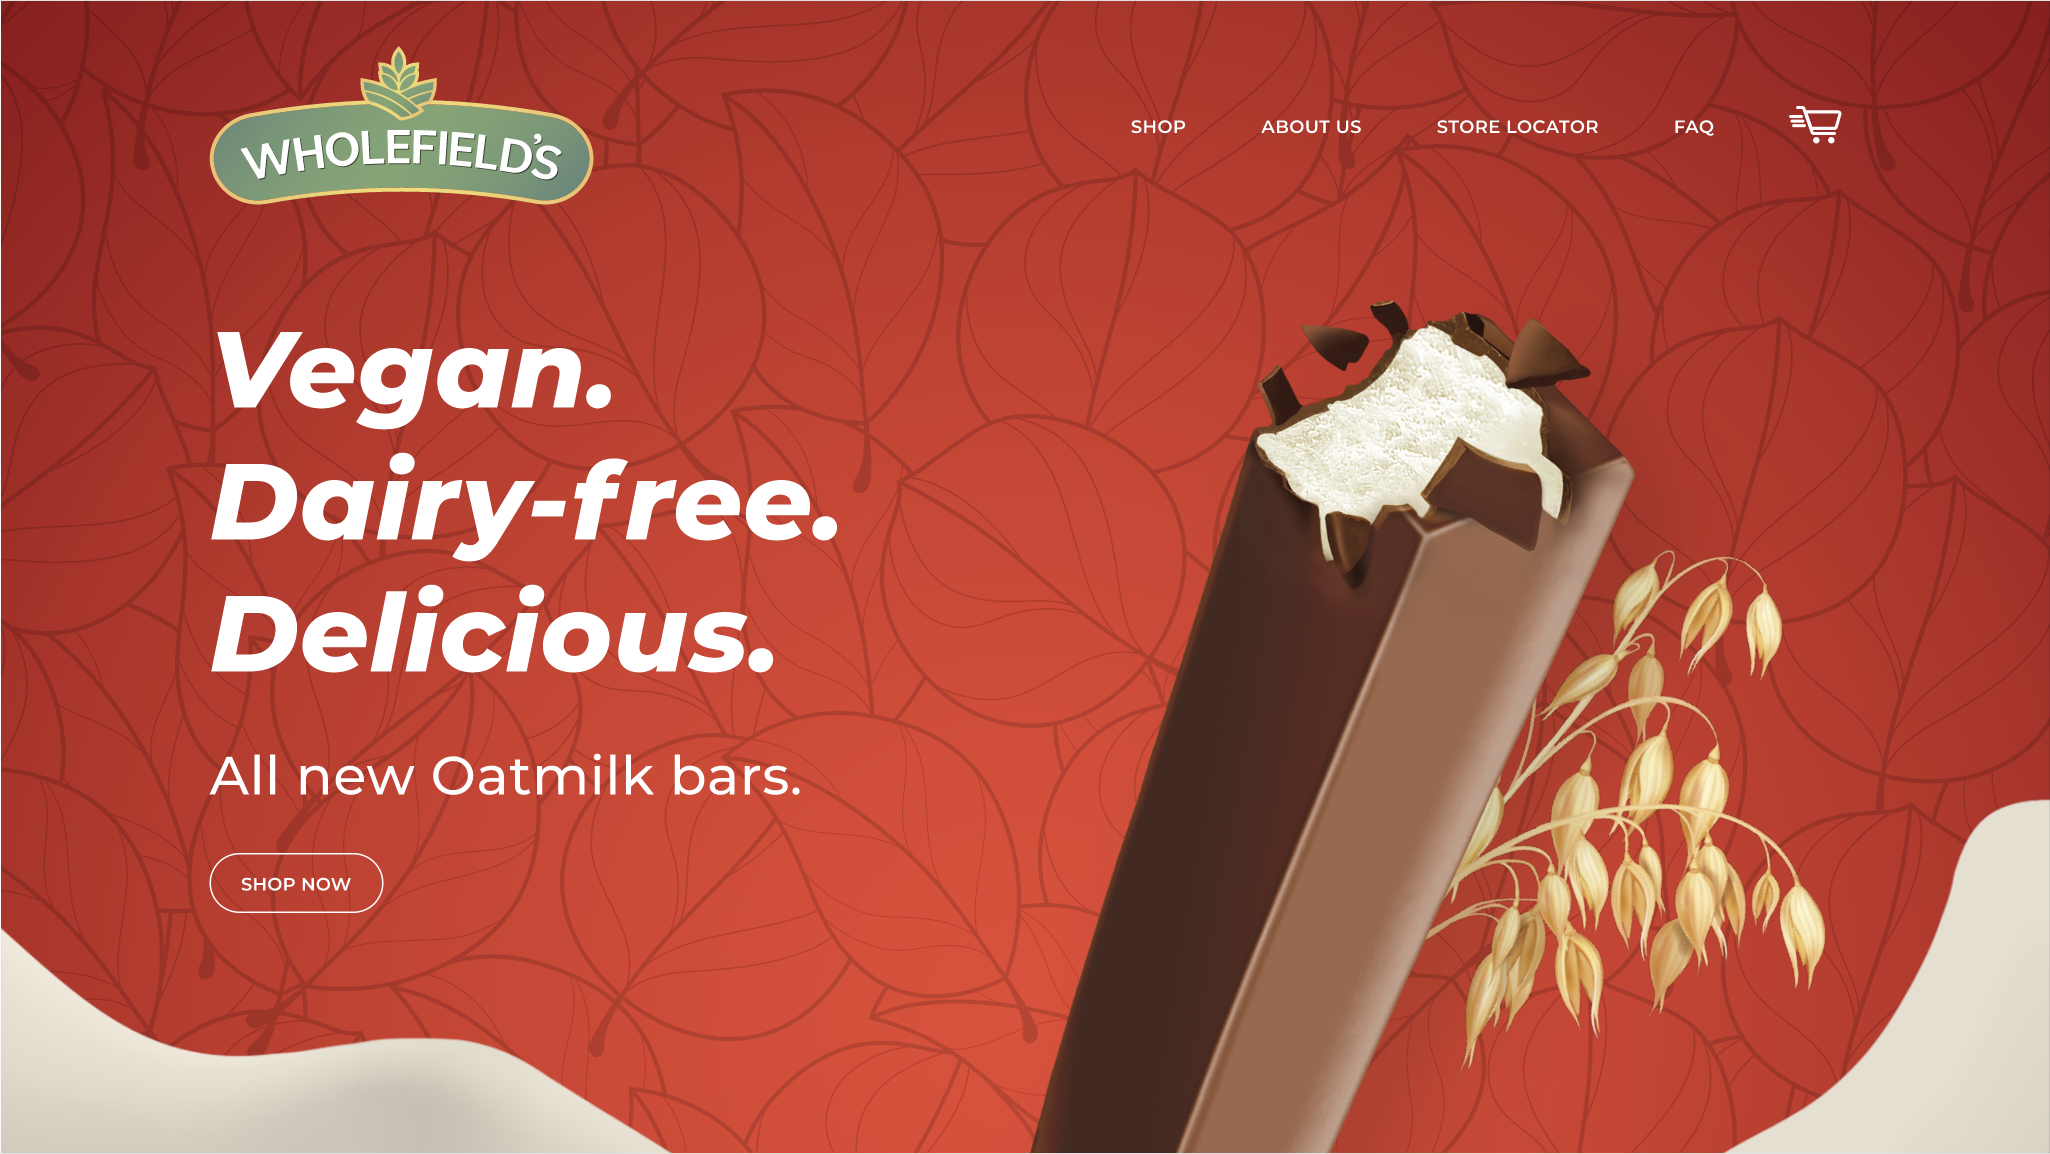 WHOLEFIELD'S
SHOP
ABOUT US
STORE LOCATOR
FAQ
Vegan.
Dairy-free.
Delicious.
All new Oatmilk bars.
SHOP NOW